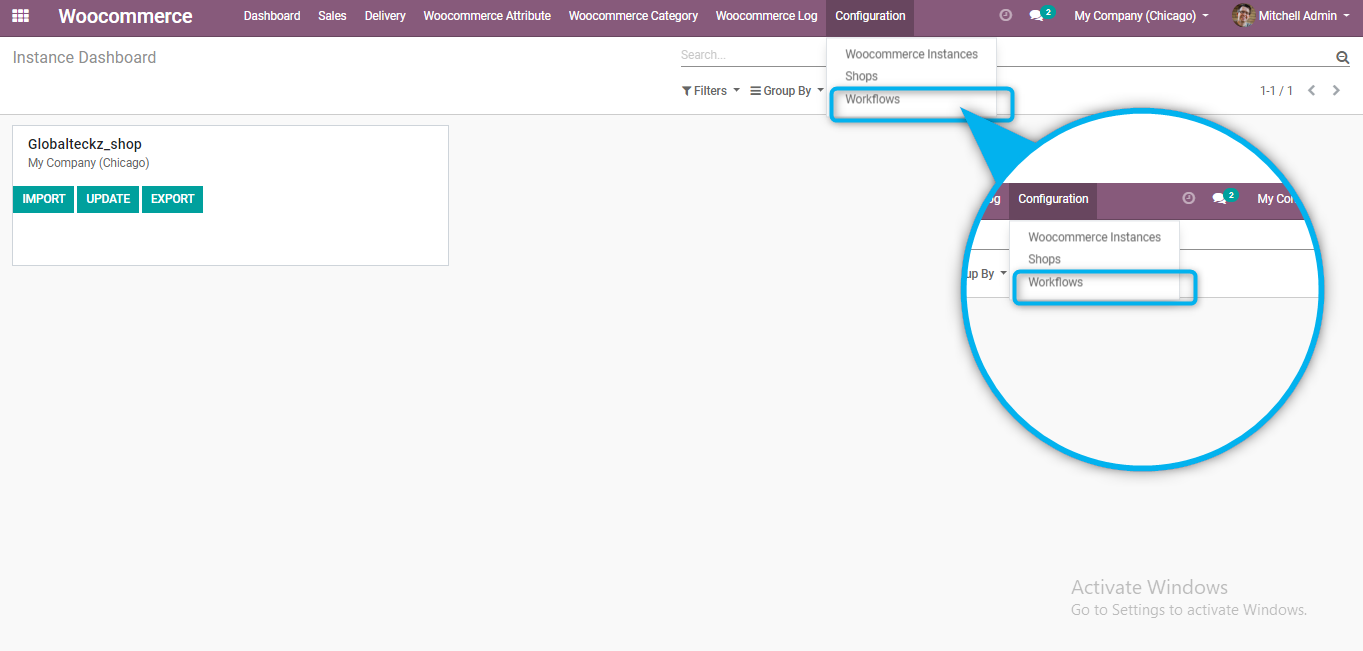 Woocommerce Dashboard Sales Delivery Woocommerce Attribute Woocommerce Category Woocommerce Log Configuration 2 My Company (Chicago) Mitchell Admin
Instance Dashboard
Search...
Woocommerce Instances
Shops
Workflows
Filters Group By
1-1 / 1
Globalteckz_shop
My Company (Chicago)
IMPORT UPDATE EXPORT
og Configuration 2 My Con
Woocommerce Instances
Shops
up By
Workflows
Activate Windows
Go to Settings to activate Windows.